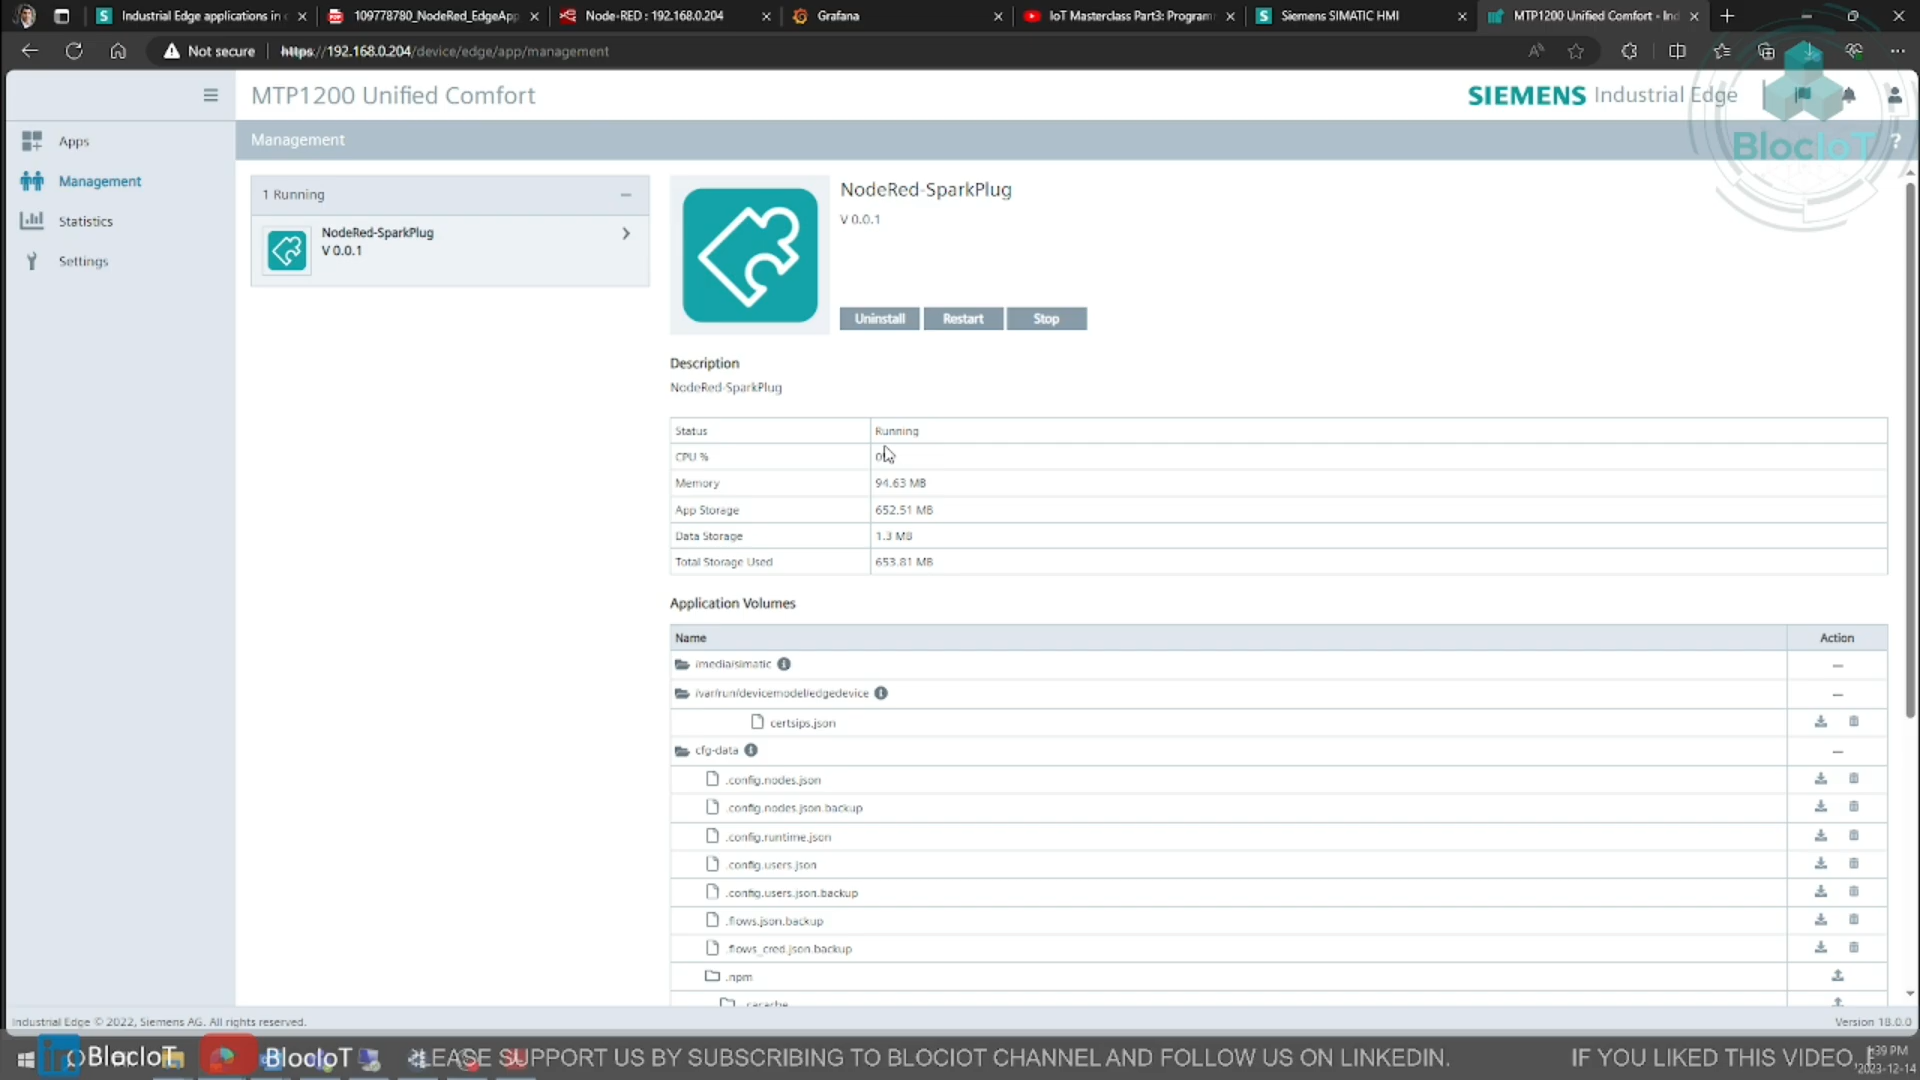 Industrial Edge applications in
109778780_NodeRed_EdgeApp
Node-RED : 192.168.0.204
Grafana
IoT Masterclass Part3: Program
Siemens SIMATIC HMI
MTP1200 Unified Comfort - Ind
Not secure
https://192.168.0.204/device/edge/app/management
MTP1200 Unified Comfort
SIEMENS Industrial Edge
BlocIoT
Management
?
Apps
Management
Statistics
Settings
1 Running
NodeRed-SparkPlug
V 0.0.1
NodeRed-SparkPlug
V 0.0.1
Uninstall
Restart
Stop
Description
NodeRed-SparkPlug
Status Running
CPU %
Memory 94.63 MB
App Storage 652.51 MB
Data Storage 1.3 MB
Total Storage Used 653.81 MB
Application Volumes
Name Action
/media/simatic
/var/run/devicemodel/edgedevice
certsips.json
cfg-data
.config.nodes.json
.config.nodes.json.backup
.config.runtime.json
.config.users.json
.config.users.json.backup
.flows.json.backup
.flows_cred.json.backup
.npm
_cacache
Industrial Edge © 2022, Siemens AG. All rights reserved.
Version 18.0.0
BlocIoT
BlocIoT
LEASE SUPPORT US BY SUBSCRIBING TO BLOCIOT CHANNEL AND FOLLOW US ON LINKEDIN.
IF YOU LIKED THIS VIDEO,
:39 PM
2023-12-14